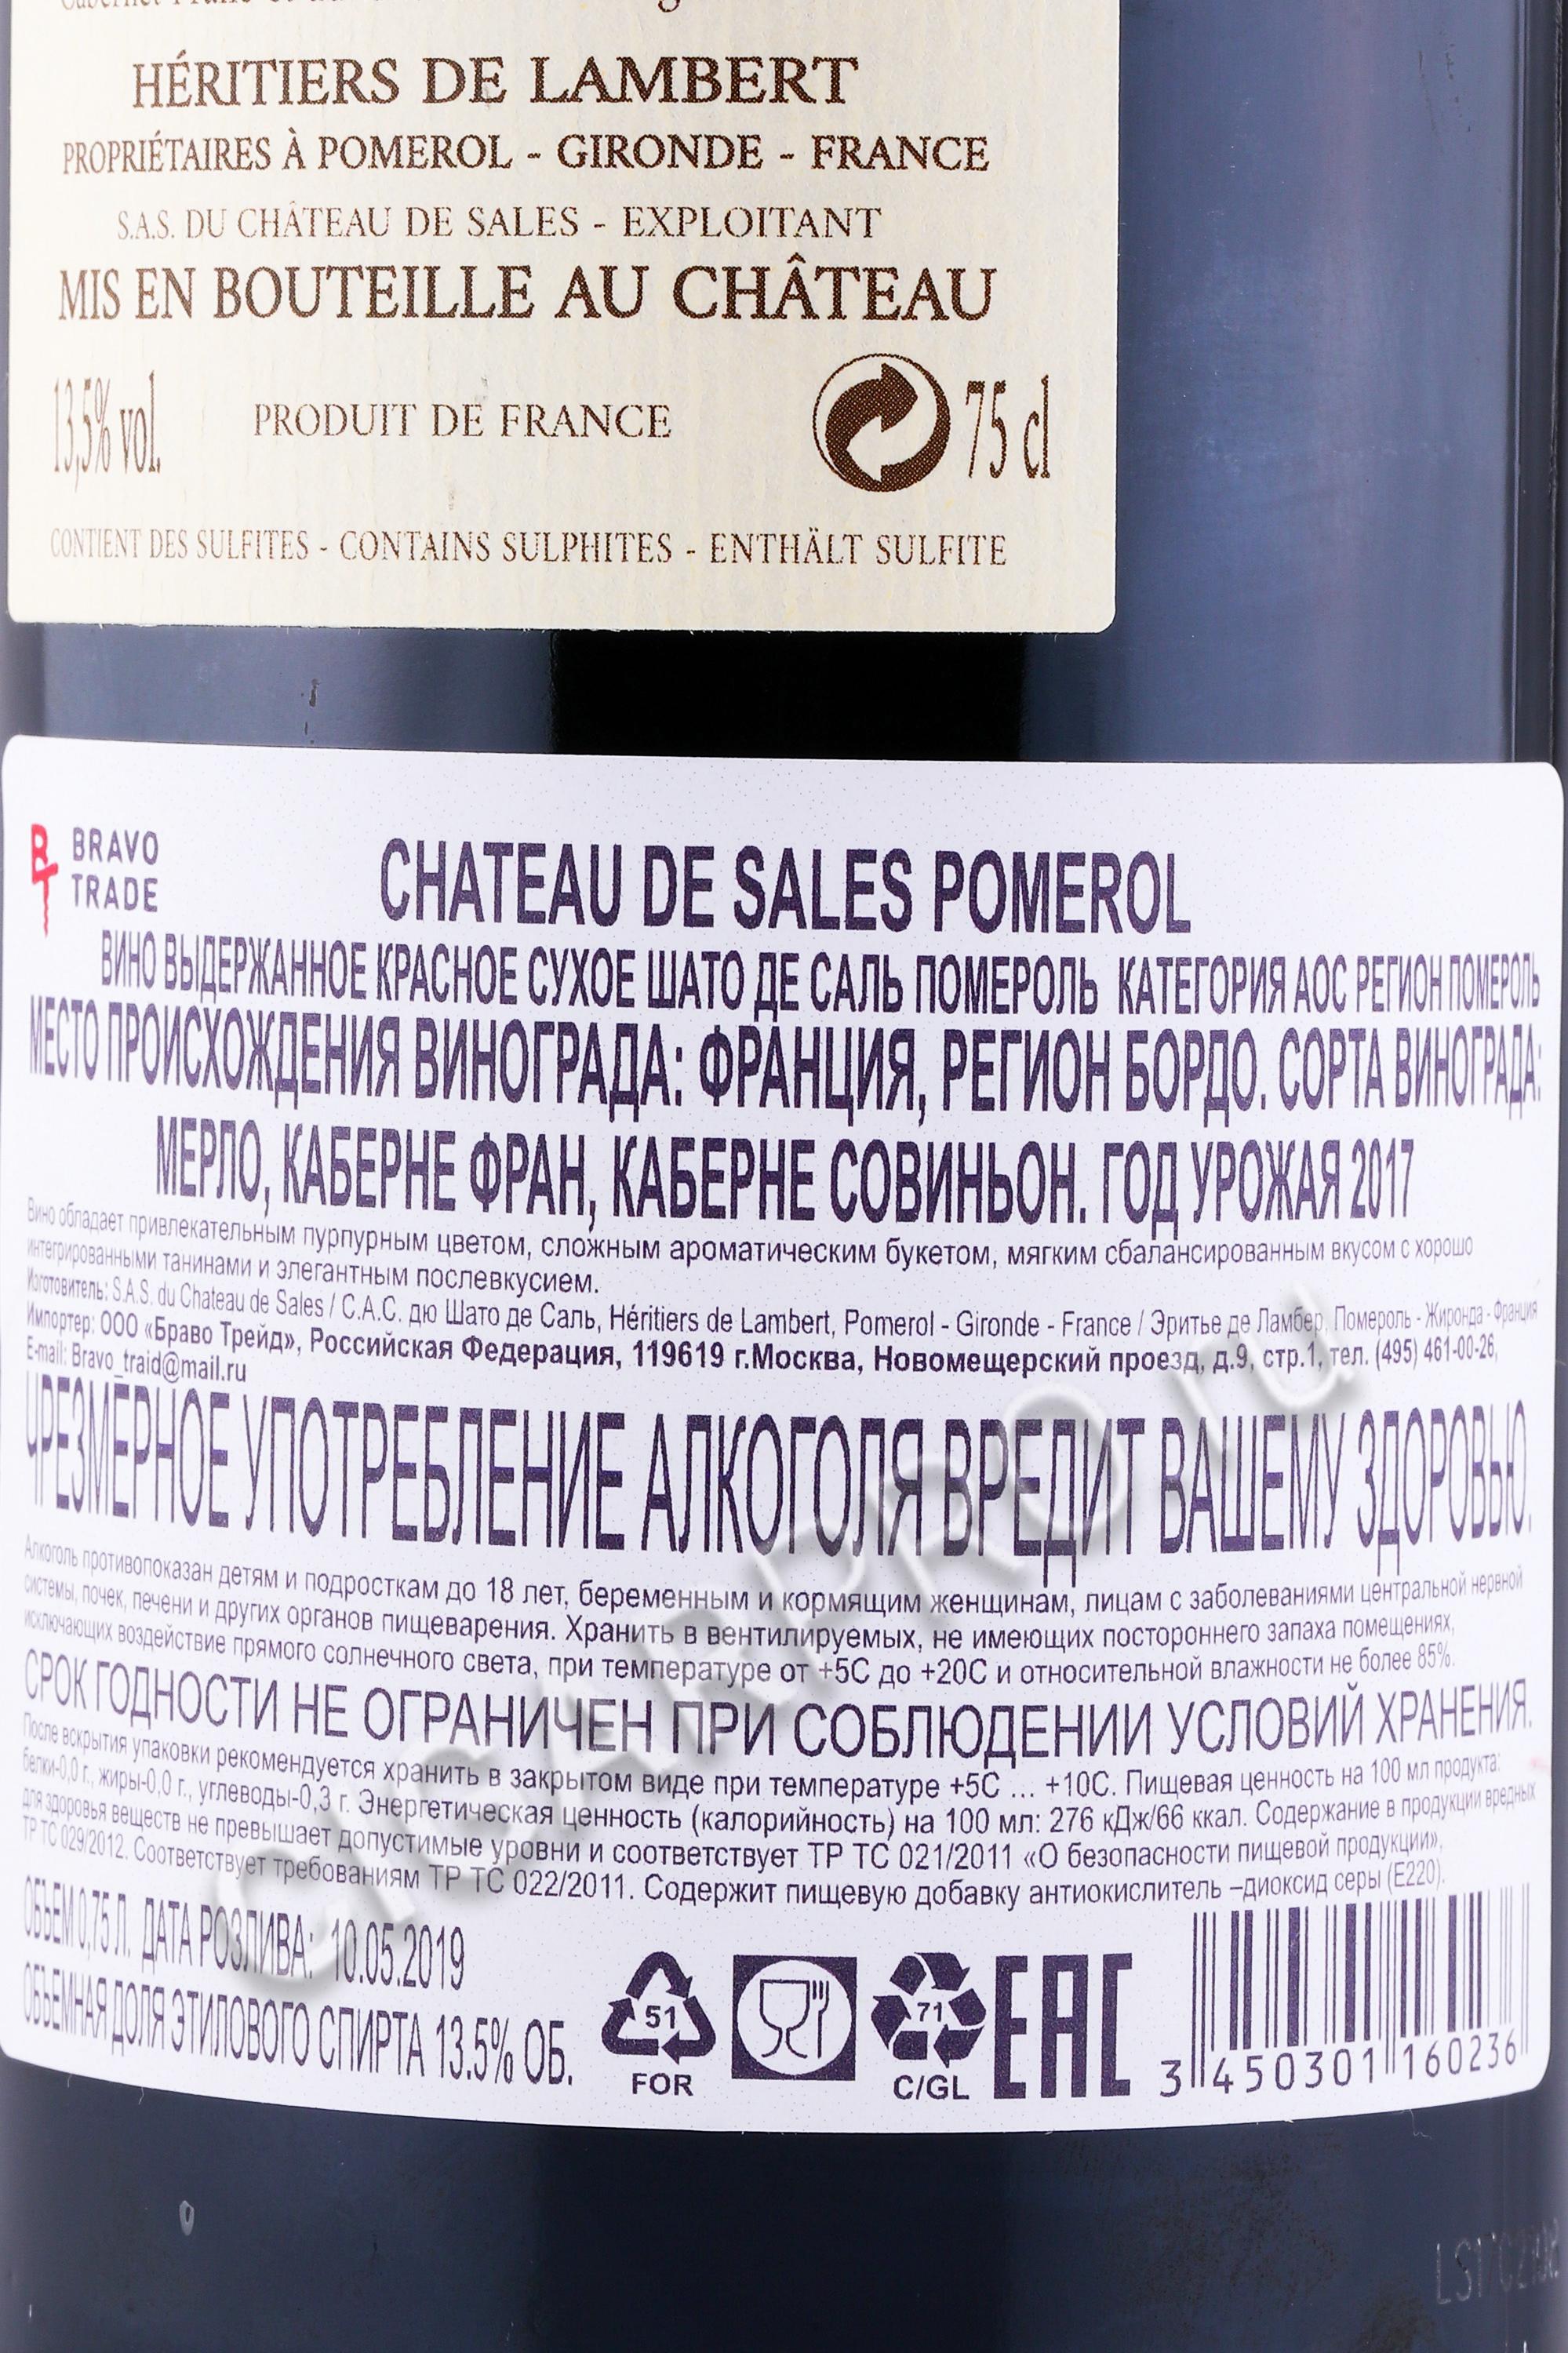 HÉRITIERS DE LAMBERT
PROPRIÉTAIRES À POMEROL - GIRONDE - FRANCE
S.A.S. DU CHÂTEAU DE SALES - EXPLOITANT
MIS EN BOUTEILLE AU CHÂTEAU
13,5% vol.
PRODUIT DE FRANCE
75 cl
CONTIENT DES SULFITES - CONTAINS SULPHITES - ENTHÄLT SULFITE
BRAVO
TRADE
CHATEAU DE SALES POMEROL
ВИНО ВЫДЕРЖАННОЕ КРАСНОЕ СУХОЕ ШАТО ДЕ САЛЬ ПОМЕРОЛЬ КАТЕГОРИЯ АОС РЕГИОН ПОМЕРОЛЬ
МЕСТО ПРОИСХОЖДЕНИЯ ВИНОГРАДА: ФРАНЦИЯ, РЕГИОН БОРДО. СОРТА ВИНОГРАДА:
МЕРЛО, КАБЕРНЕ ФРАН, КАБЕРНЕ СОВИНЬОН. ГОД УРОЖАЯ 2017
Вино обладает привлекательным пурпурным цветом, сложным ароматическим букетом, мягким сбалансированным вкусом с хорошо
интегрированными танинами и элегантным послевкусием.
Изготовитель: S.A.S. du Chateau de Sales / С.А.С. дю Шато де Саль, Héritiers de Lambert, Pomerol - Gironde - France / Эритье де Ламбер, Помероль - Жиронда - Франция
Импортер: ООО «Браво Трейд», Российская Федерация, 119619 г.Москва, Новомещерский проезд, д.9, стр.1, тел. (495) 461-00-26,
E-mail: Bravo_traid@mail.ru
ЧРЕЗМЕРНОЕ УПОТРЕБЛЕНИЕ АЛКОГОЛЯ ВРЕДИТ ВАШЕМУ ЗДОРОВЬЮ.
Алкоголь противопоказан детям и подросткам до 18 лет, беременным и кормящим женщинам, лицам с заболеваниями центральной нервной
системы, почек, печени и других органов пищеварения. Хранить в вентилируемых, не имеющих постороннего запаха помещениях,
исключающих воздействие прямого солнечного света, при температуре от +5С до +20С и относительной влажности не более 85%.
СРОК ГОДНОСТИ НЕ ОГРАНИЧЕН ПРИ СОБЛЮДЕНИИ УСЛОВИЙ ХРАНЕНИЯ.
После вскрытия упаковки рекомендуется хранить в закрытом виде при температуре +5С ... +10С. Пищевая ценность на 100 мл продукта:
белки-0,0 г., жиры-0,0 г., углеводы-0,3 г. Энергетическая ценность (калорийность) на 100 мл: 276 кДж/66 ккал. Содержание в продукции вредных
для здоровья веществ не превышает допустимые уровни и соответствует ТР ТС 021/2011 «О безопасности пищевой продукции»,
ТР ТС 029/2012. Соответствует требованиям ТР ТС 022/2011. Содержит пищевую добавку антиокислитель –диоксид серы (Е220).
ОБЪЕМ 0,75 Л. ДАТА РОЗЛИВА: 10.05.2019
ОБЪЕМНАЯ ДОЛЯ ЭТИЛОВОГО СПИРТА 13.5% ОБ.
51
FOR
71
C/GL
EAC
3 450301 160236